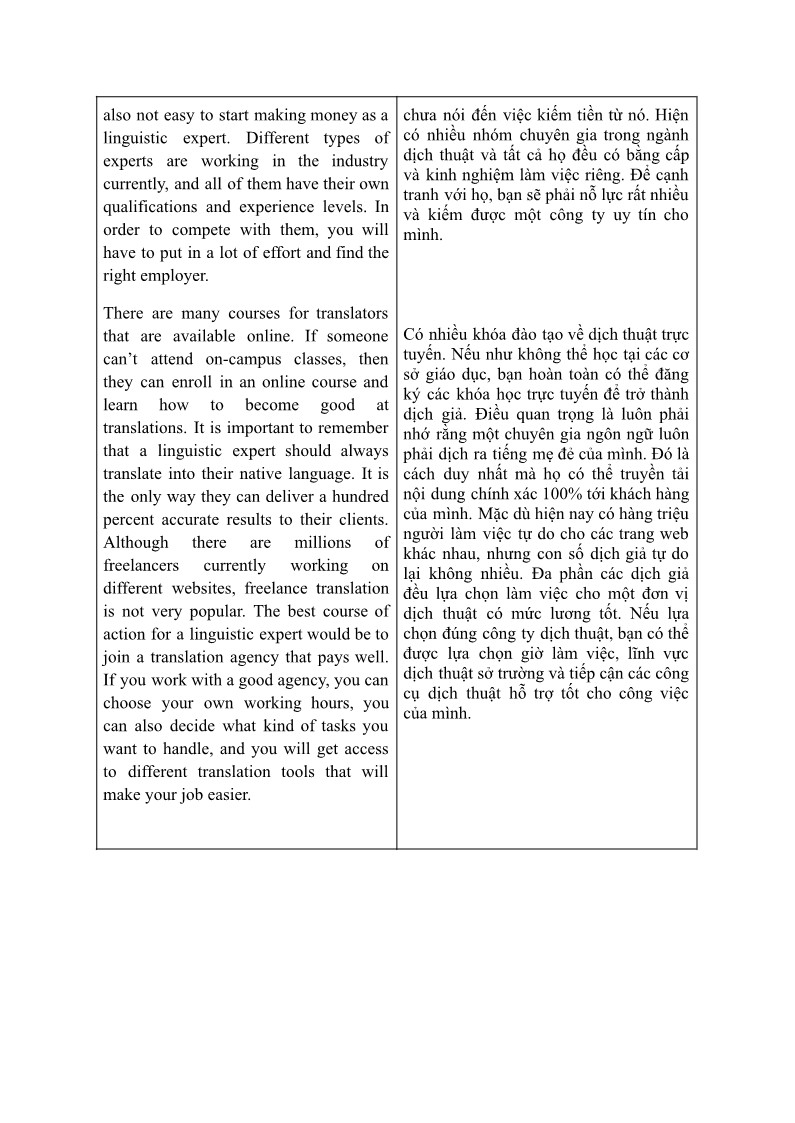 also not easy to start making money as a
linguistic expert. Different types of
experts are working in the industry
currently, and all of them have their own
qualifications and experience levels. In
order to compete with them, you will
have to put in a lot of effort and find the
right employer.
There are many courses for translators
that are available online. If someone
can’t attend on-campus classes, then
they can enroll in an online course and
learn how to become good at
translations. It is important to remember
that a linguistic expert should always
translate into their native language. It is
the only way they can deliver a hundred
percent accurate results to their clients.
Although there are millions of
freelancers currently working on
different websites, freelance translation
is not very popular. The best course of
action for a linguistic expert would be to
join a translation agency that pays well.
If you work with a good agency, you can
choose your own working hours, you
can also decide what kind of tasks you
want to handle, and you will get access
to different translation tools that will
make your job easier.
chưa nói đến việc kiếm tiền từ nó. Hiện
có nhiều nhóm chuyên gia trong ngành
dịch thuật và tất cả họ đều có bằng cấp
và kinh nghiệm làm việc riêng. Để cạnh
tranh với họ, bạn sẽ phải nỗ lực rất nhiều
và kiếm được một công ty uy tín cho
mình.
Có nhiều khóa đào tạo về dịch thuật trực
tuyến. Nếu như không thể học tại các cơ
sở giáo dục, bạn hoàn toàn có thể đăng
ký các khóa học trực tuyến để trở thành
dịch giả. Điều quan trọng là luôn phải
nhớ rằng một chuyên gia ngôn ngữ luôn
phải dịch ra tiếng mẹ đẻ của mình. Đó là
cách duy nhất mà họ có thể truyền tải
nội dung chính xác 100% tới khách hàng
của mình. Mặc dù hiện nay có hàng triệu
người làm việc tự do cho các trang web
khác nhau, nhưng con số dịch giả tự do
lại không nhiều. Đa phần các dịch giả
đều lựa chọn làm việc cho một đơn vị
dịch thuật có mức lương tốt. Nếu lựa
chọn đúng công ty dịch thuật, bạn có thể
được lựa chọn giờ làm việc, lĩnh vực
dịch thuật sở trường và tiếp cận các công
cụ dịch thuật hỗ trợ tốt cho công việc
của mình.